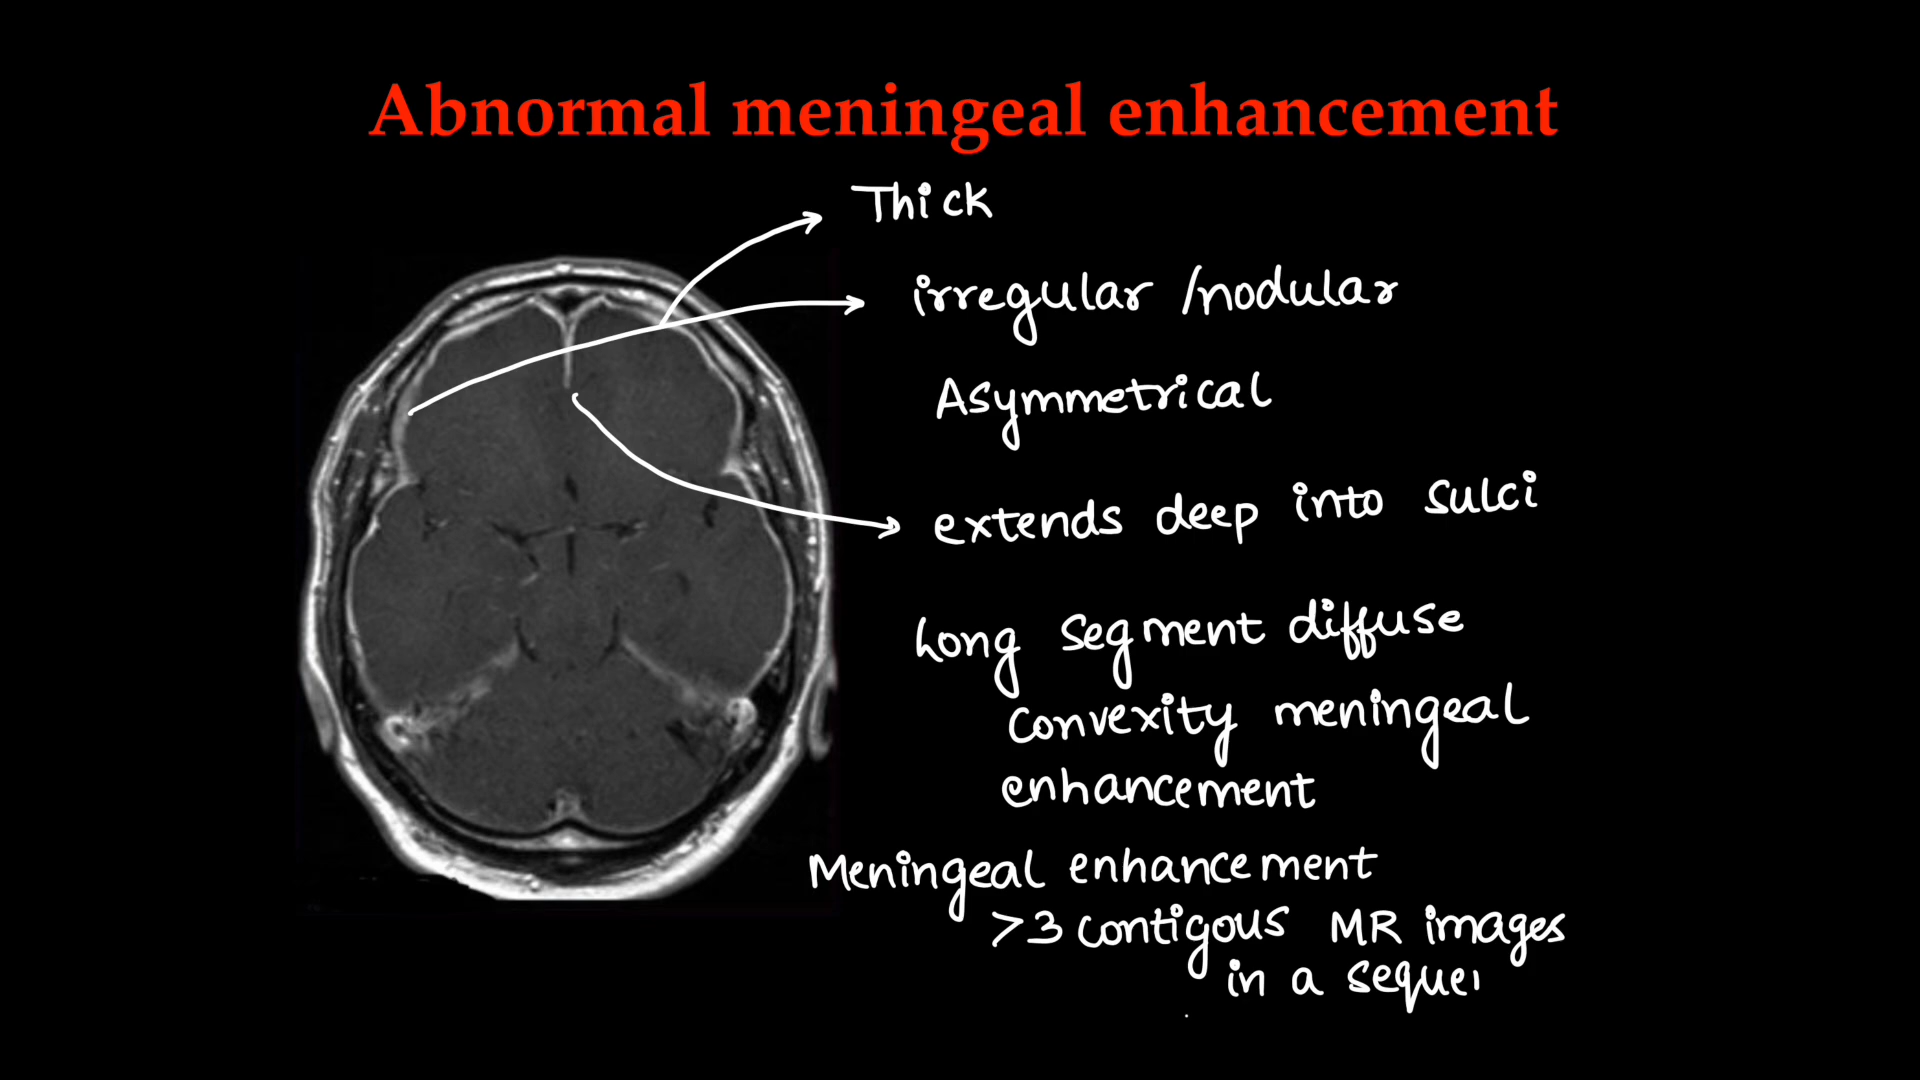 Abnormal meningeal enhancement
Thick
irregular /nodular
Asymmetrical
extends deep into sulci
Long segment diffuse
convexity meningeal
enhancement
Meningeal enhancement
>3 contigous MR images
in a